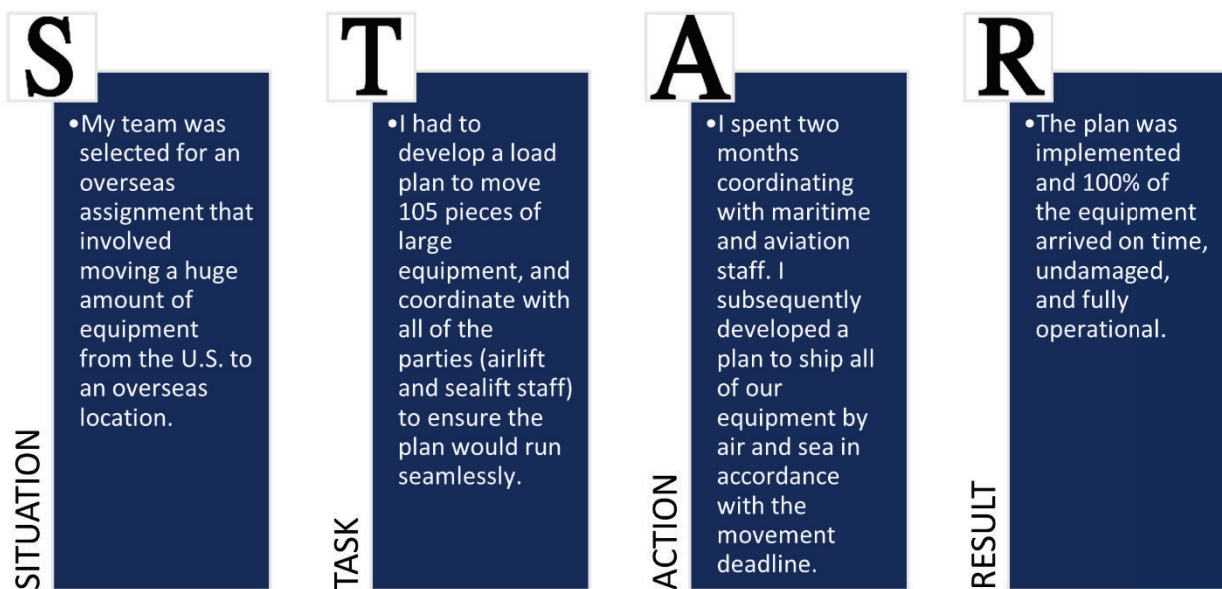 S
SITUATION
•My team was
selected for an
overseas
assignment that
involved
moving a huge
amount of
equipment
from the U.S. to
an overseas
location.
T
TASK
•I had to
develop a load
plan to move
105 pieces of
large
equipment, and
coordinate with
all of the
parties (airlift
and sealift staff)
to ensure the
plan would run
seamlessly.
A
ACTION
•I spent two
months
coordinating
with maritime
and aviation
staff. I
subsequently
developed a
plan to ship all
of our
equipment by
air and sea in
accordance
with the
movement
deadline.
R
RESULT
•The plan was
implemented
and 100% of
the equipment
arrived on time,
undamaged,
and fully
operational.